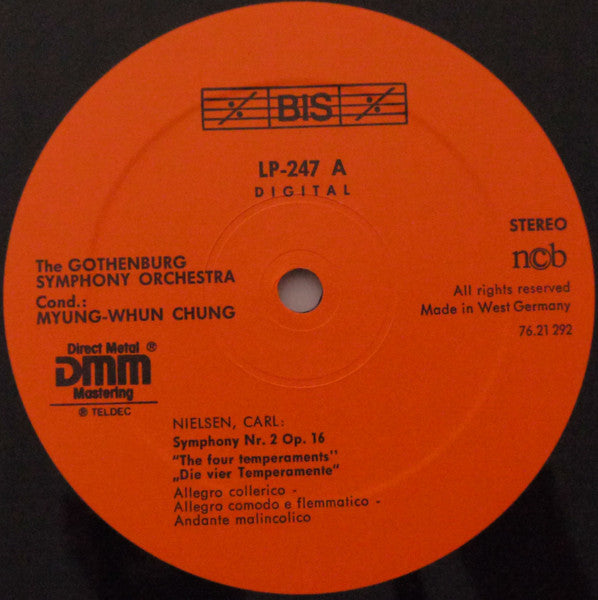 BIS
LP-247 A
DIGITAL
The GOTHENBURG
SYMPHONY ORCHESTRA
Cond.:
MYUNG-WHUN CHUNG
STEREO
ncb
All rights reserved
Made in West Germany
76.21 292
Direct Metal ®
DMM
Mastering
® TELDEC
NIELSEN, CARL:
Symphony Nr. 2 Op. 16
"The four temperaments"
„Die vier Temperamente“
Allegro collerico -
Allegro comodo e flemmatico -
Andante malincolico